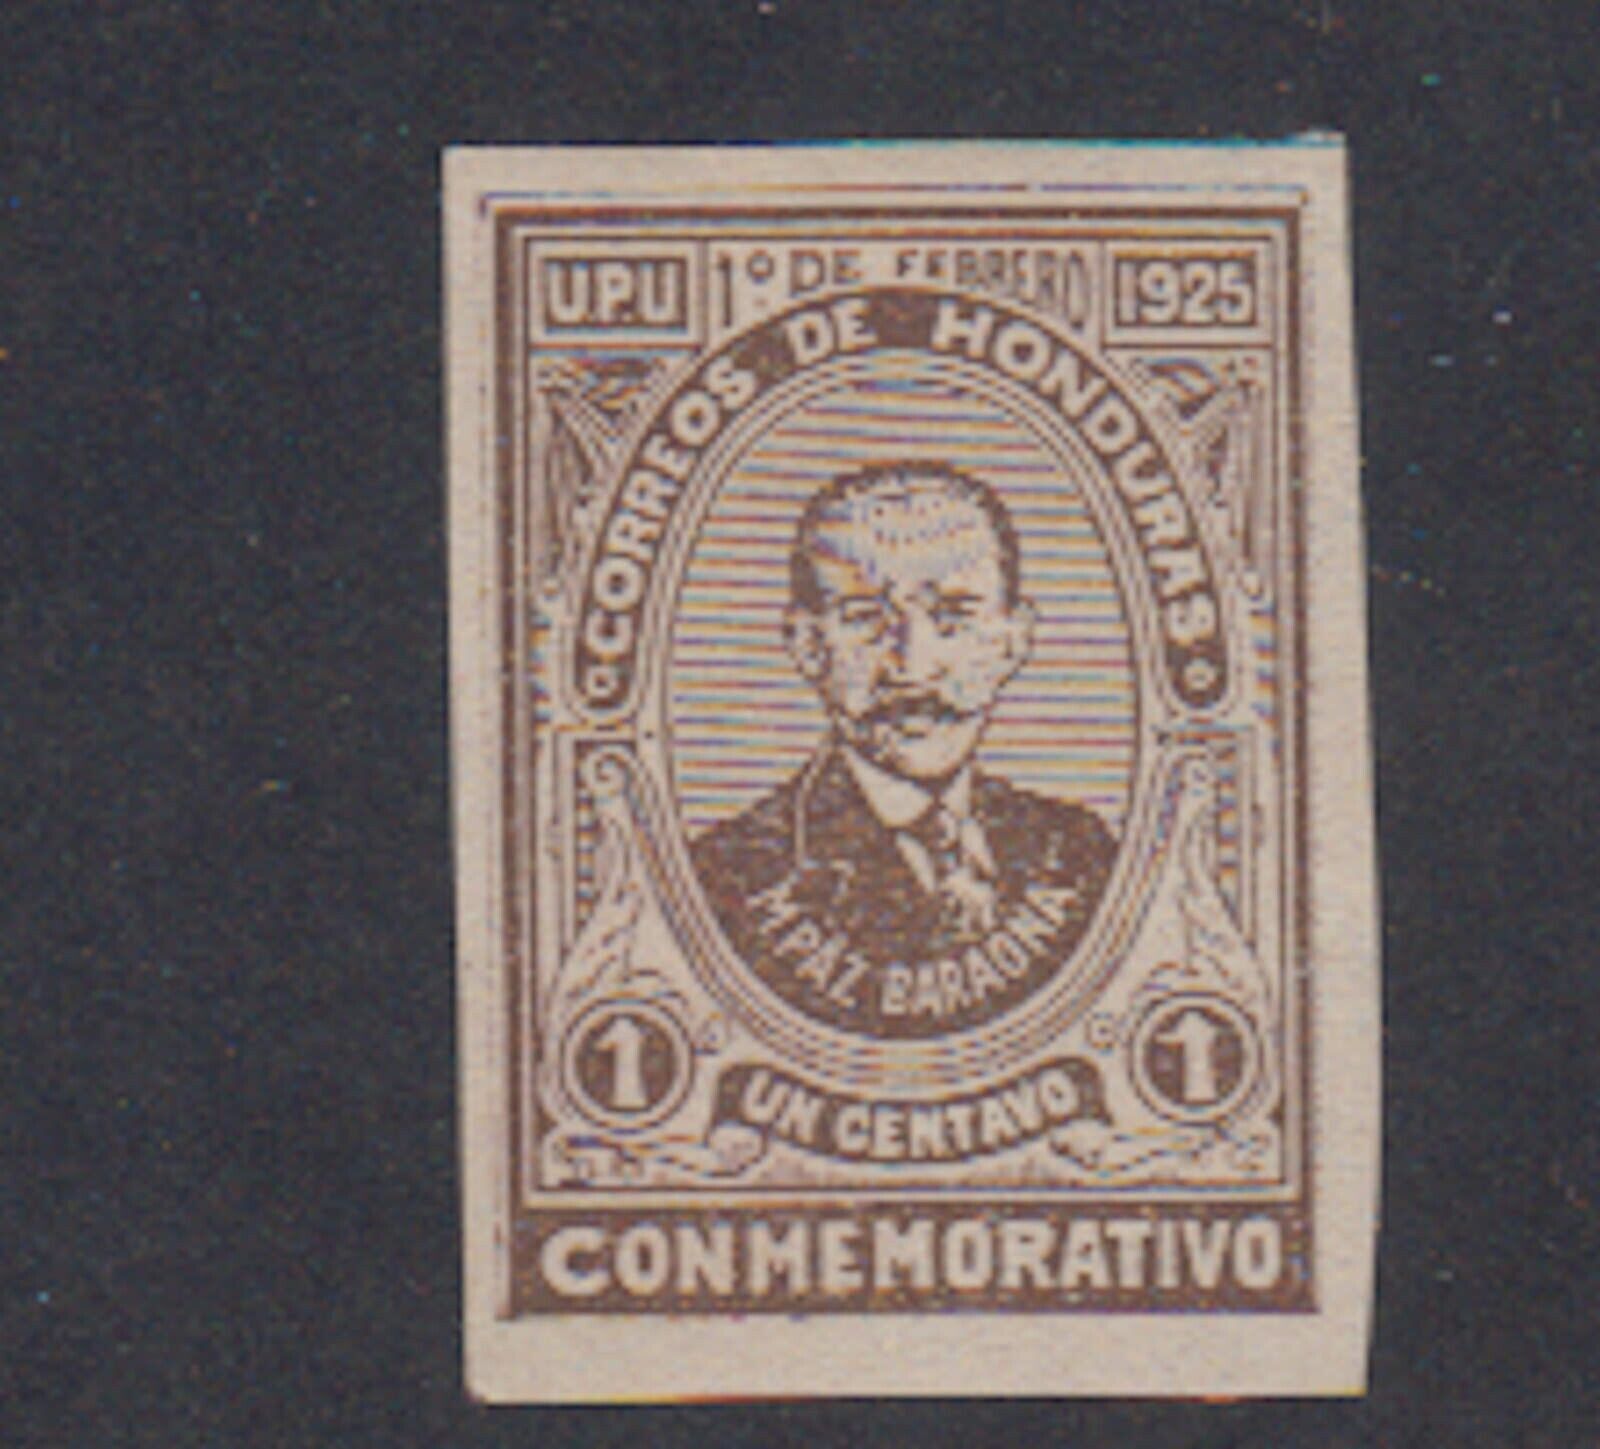 U.P.U 1º DE FEBRERO 1925
CORREOS DE HONDURAS
M. PAZ BARAONA.
1 1
UN CENTAVO
CONMEMORATIVO